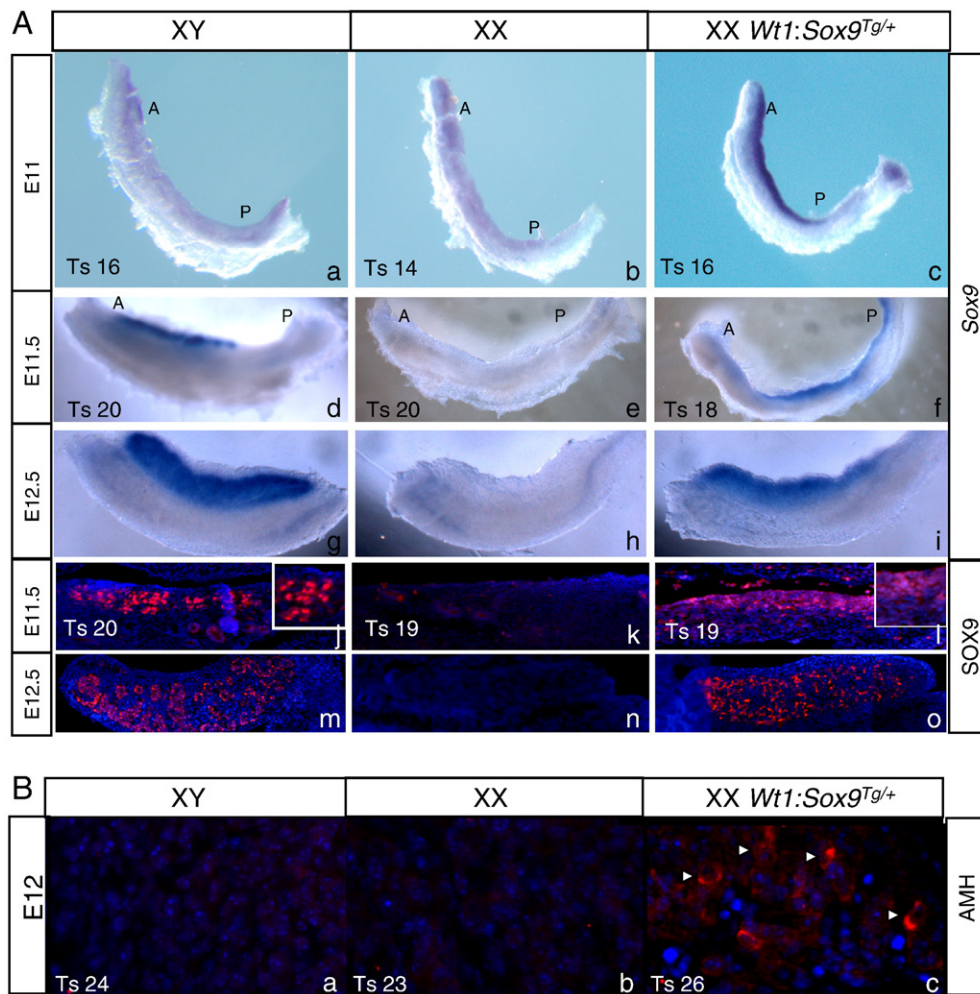 A
XY XX XX Wt1:Sox9Tg/+
E11
A P Ts 16 a
A P Ts 14 b
A P Ts 16 c
Sox9
E11.5
A P Ts 20 d
A P Ts 20 e
A P Ts 18 f
E12.5
g h i
E11.5
Ts 20 j
Ts 19 k
Ts 19 l
SOX9
E12.5
m n o
B
XY XX XX Wt1:Sox9Tg/+
E12
Ts 24 a
Ts 23 b
Ts 26 c
AMH